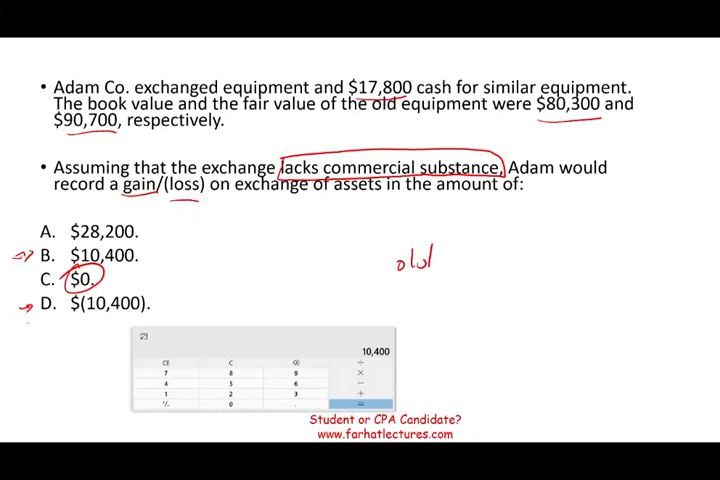 • Adam Co. exchanged equipment and $17,800 cash for similar equipment.
The book value and the fair value of the old equipment were $80,300 and
$90,700, respectively.
• Assuming that the exchange lacks commercial substance, Adam would
record a gain/(loss) on exchange of assets in the amount of:
A. $28,200.
B. $10,400.
C. $0.
D. $(10,400).
old
10,400
CE C ⌫ ÷
7 8 9 ×
4 5 6 −
1 2 3 +
⁺/₋ 0 . =
Student or CPA Candidate?
www.farhatlectures.com